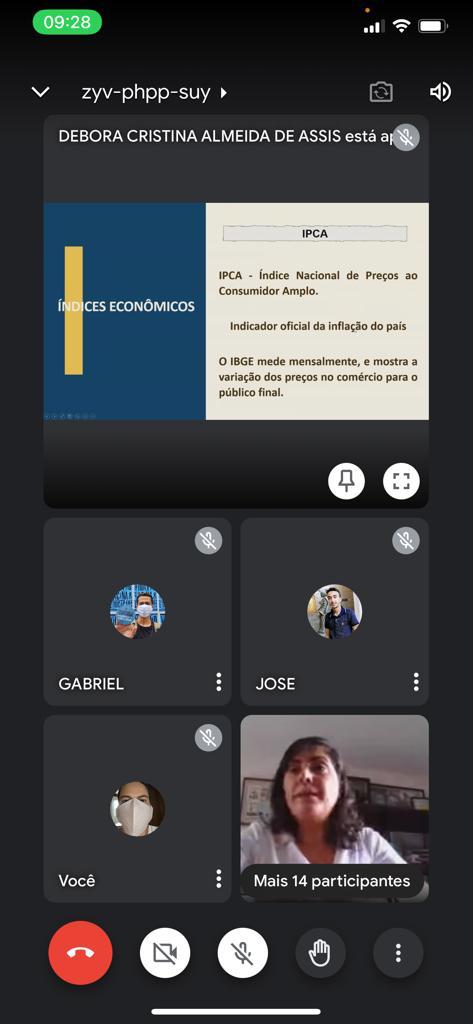 09:28
zyv-phpp-suy
DEBORA CRISTINA ALMEIDA DE ASSIS está
ÍNDICES ECONÔMICOS
IPCA
IPCA - Índice Nacional de Preços ao
Consumidor Amplo.
Indicador oficial da inflação do país
O IBGE mede mensalmente, e mostra a
variação dos preços no comércio para o
público final.
GABRIEL
JOSE
Você
Mais 14 participantes